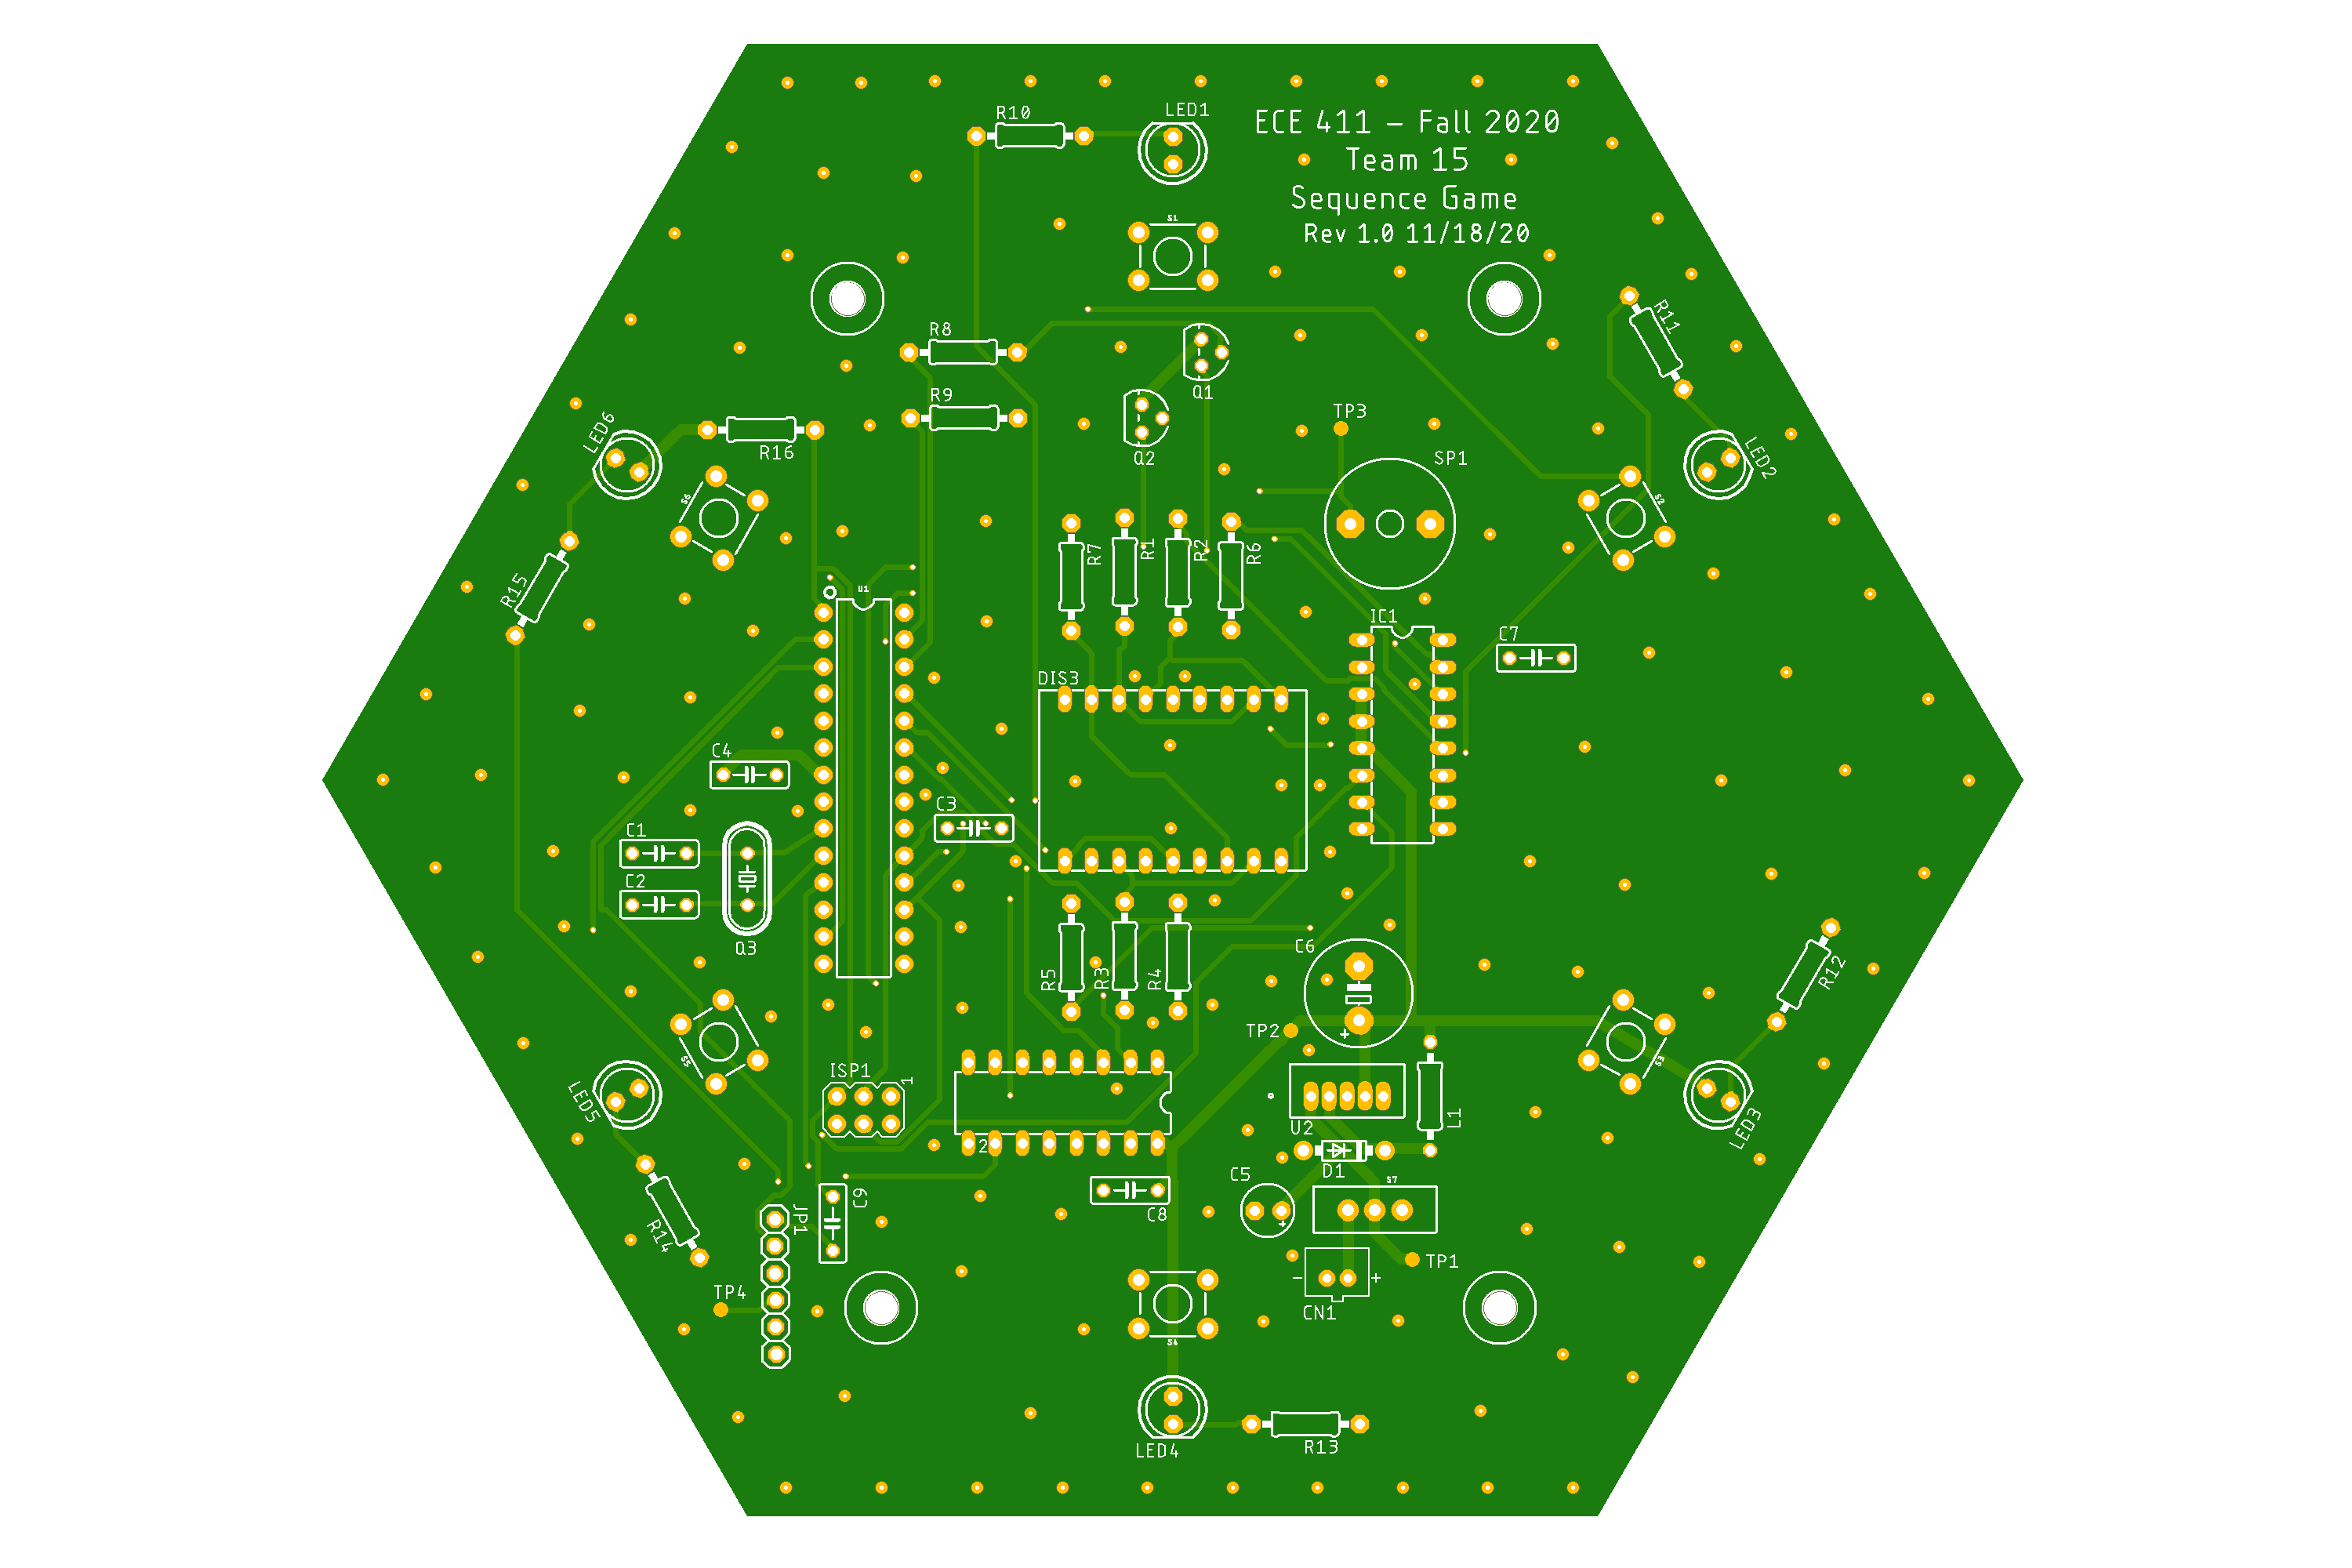 R10
LED1
ECE 411 – Fall 2020
Team 15
Sequence Game
Rev 1.0 11/18/20
S1
R11
R8
R9
Q1
Q2
TP3
SP1
LED6
R16
LED2
S6
S2
R7
R1
R2
R6
R15
U1
IC1
C7
DIS3
C4
C3
C1
C2
Q3
C6
R5
R3
R4
R12
TP2
+
S5
S3
ISP1
1
LED5
LED3
U2
L1
2
D1
C5
S7
+
C9
C8
JP1
R14
TP1
TP4
-
+
CN1
S4
LED4
R13